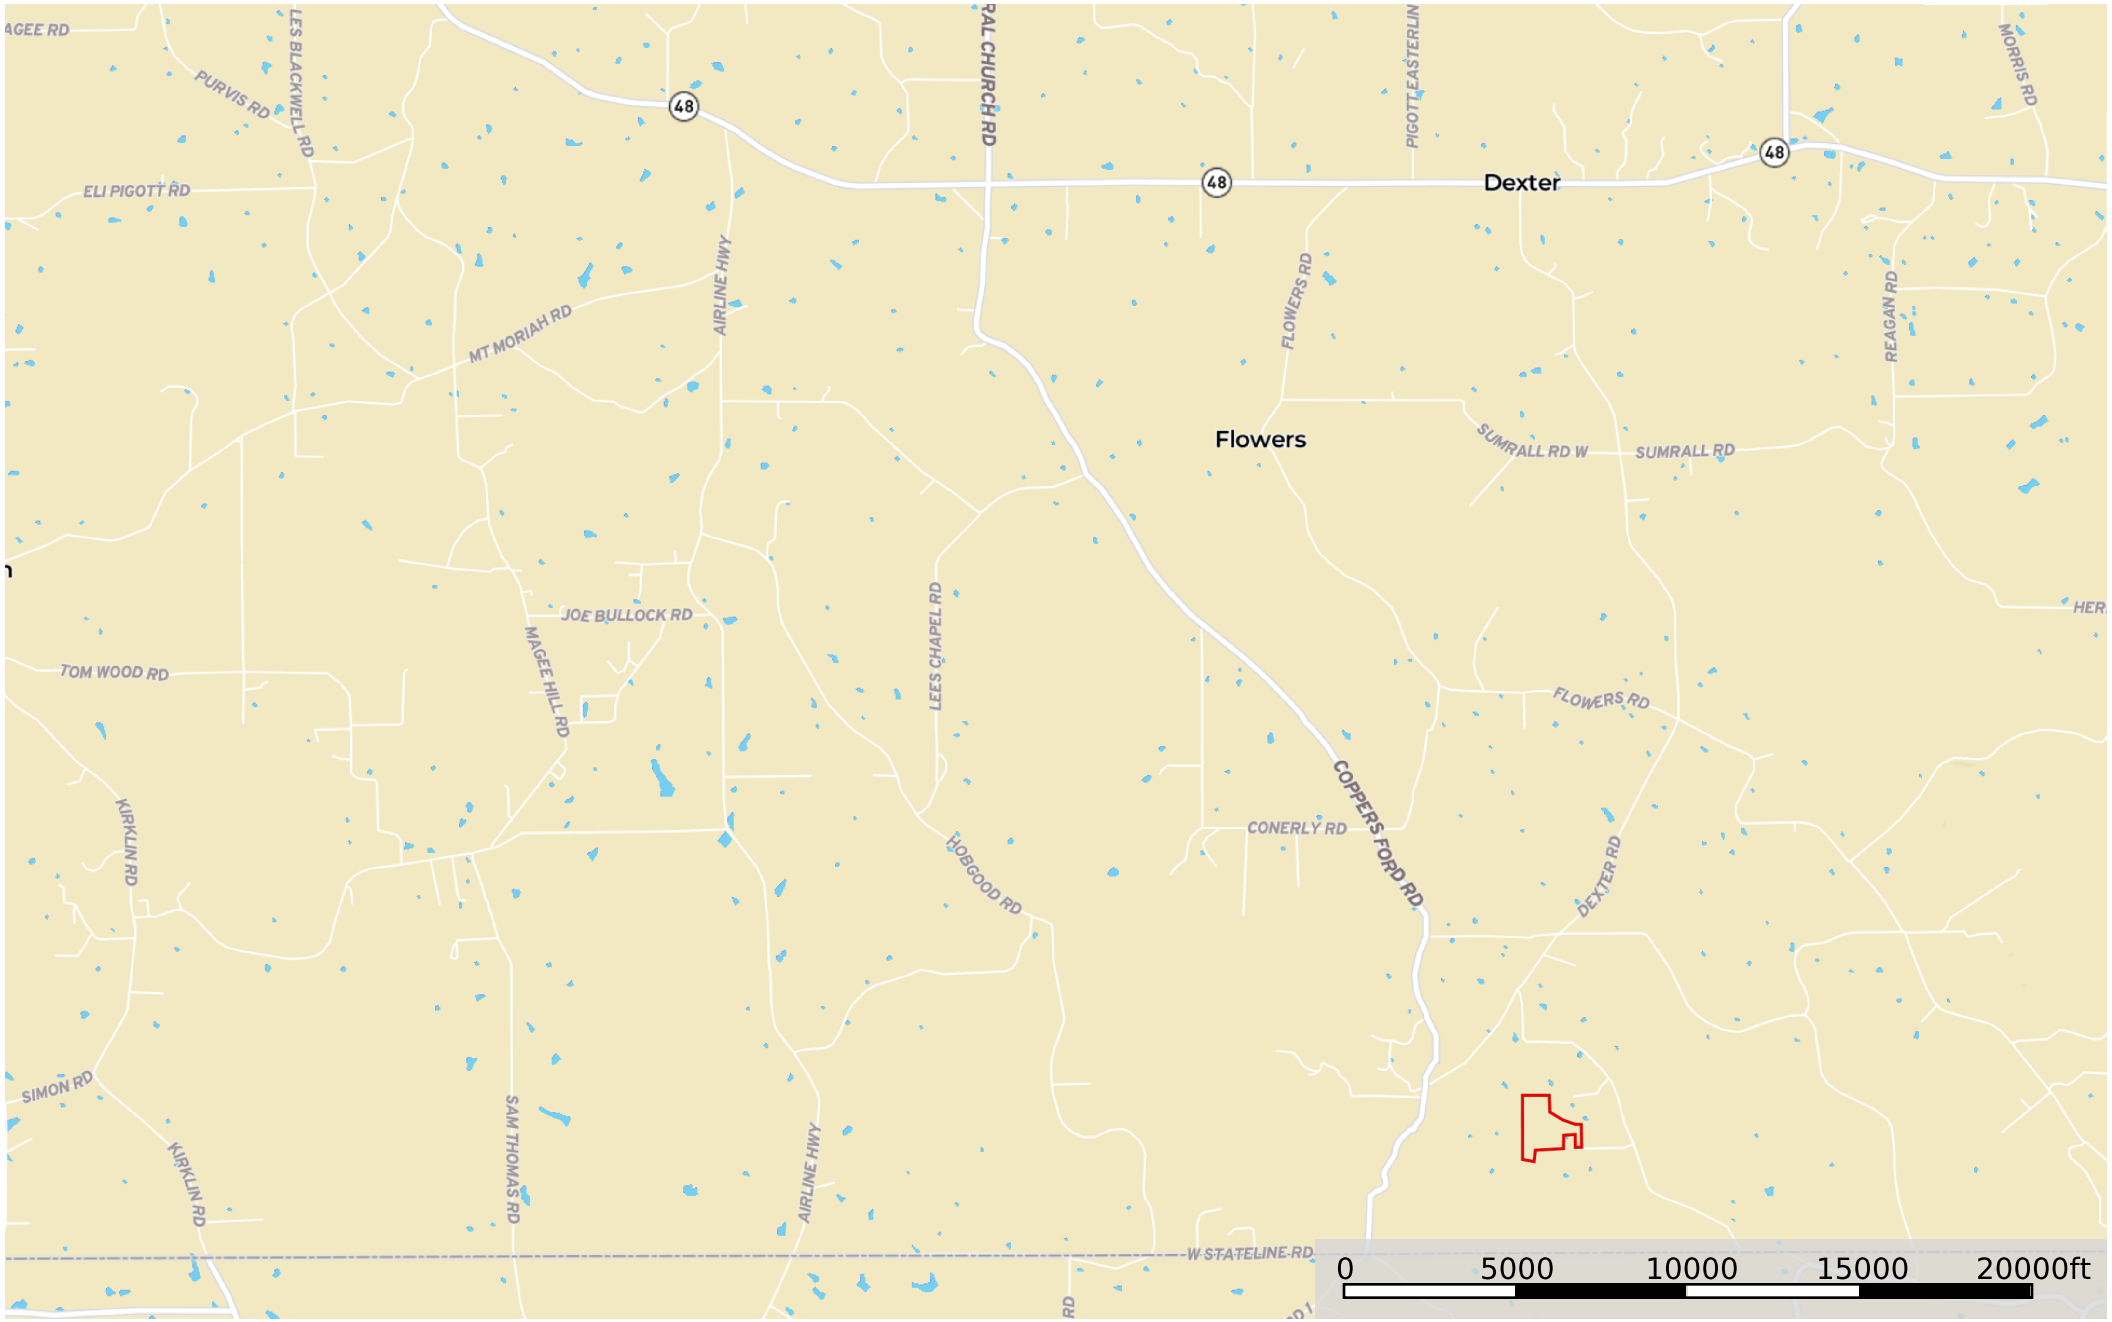 AGEE RD
LES BLACKWELL RD
PURVIS RD
48
RAL CHURCH RD
PIGOTT EASTERLIN
MORRIS RD
48
48
Dexter
ELI PIGOTT RD
AIRLINE HWY
FLOWERS RD
REAGAN RD
MT MORIAH RD
Flowers
SUMRALL RD W
SUMRALL RD
n
HER
JOE BULLOCK RD
LEES CHAPEL RD
MAGEE HILL RD
TOM WOOD RD
FLOWERS RD
COPPERS FORD RD
KIRKLIN RD
CONERLY RD
HOBGOOD RD
DEXTER RD
SIMON RD
SAM THOMAS RD
AIRLINE HWY
KIRKLIN RD
W STATELINE RD
0 5000 10000 15000 20000ft
RD
RD 1